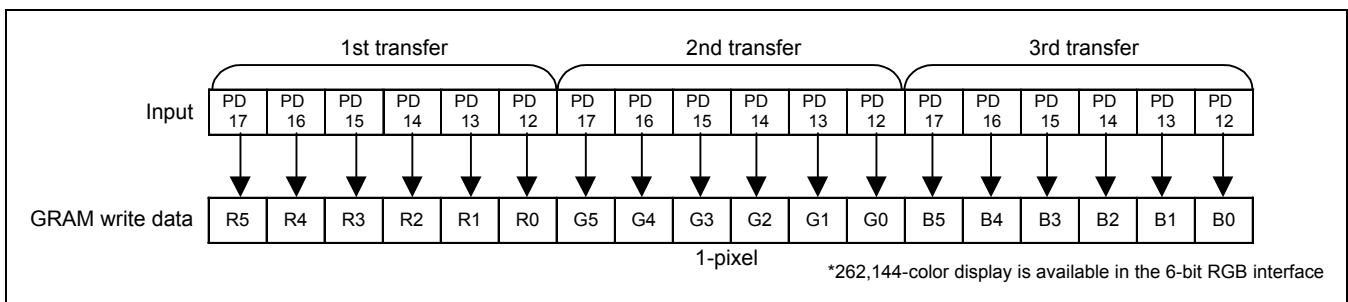 1st transfer 2nd transfer 3rd transfer
Input PD 17 PD 16 PD 15 PD 14 PD 13 PD 12 PD 17 PD 16 PD 15 PD 14 PD 13 PD 12 PD 17 PD 16 PD 15 PD 14 PD 13 PD 12
GRAM write data R5 R4 R3 R2 R1 R0 G5 G4 G3 G2 G1 G0 B5 B4 B3 B2 B1 B0
1-pixel
*262,144-color display is available in the 6-bit RGB interface